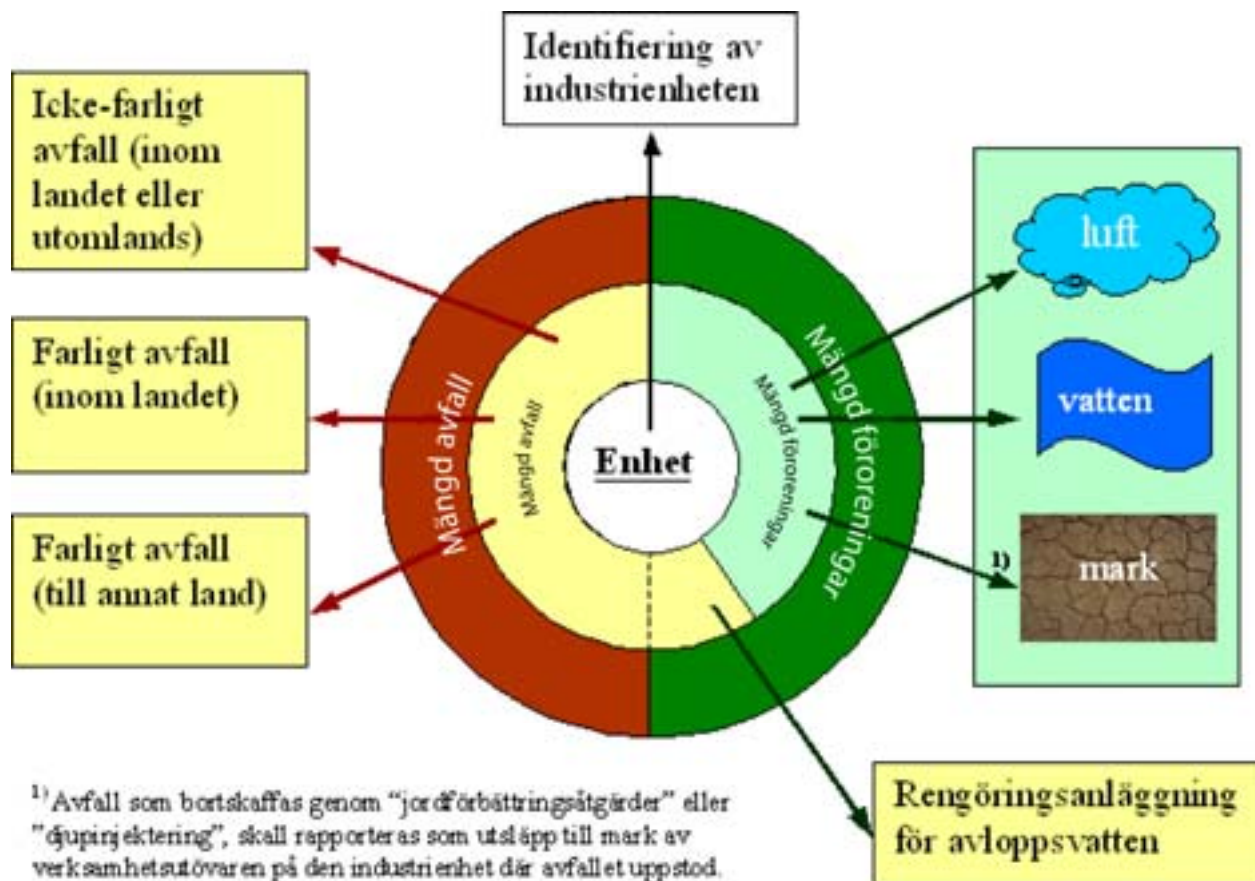 Identifiering av
industrienheten
Icke-farligt
avfall (inom
landet eller
utomlands)
Farligt avfall
(inom landet)
Farligt avfall
(till annat land)
Mängd avfall
Mängd avfall
Enhet
Mängd föroreningar
Mängd föroreningar
luft
vatten
1)
mark
Rengöringsanläggning
för avloppsvatten
1) Avfall som bortskaffas genom “jordförbättringsåtgärder” eller
”djupinjektering”, skall rapporteras som utsläpp till mark av
verksamhetsutövaren på den industrienhet där avfallet uppstod.